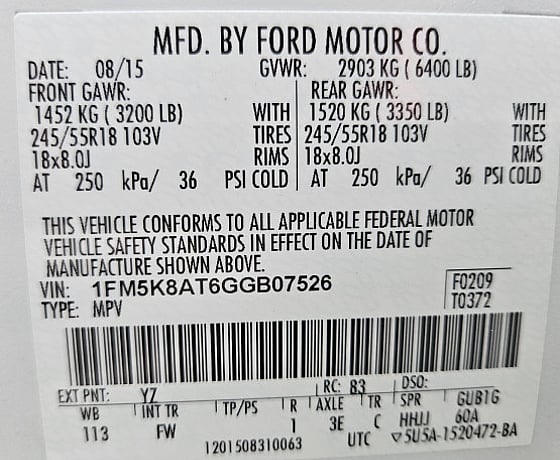 MFD. BY FORD MOTOR CO.
DATE: 08/15 GVWR: 2903 KG ( 6400 LB)
FRONT GAWR: REAR GAWR:
1452 KG ( 3200 LB) WITH 1520 KG ( 3350 LB) WITH
245/55R18 103V TIRES 245/55R18 103V TIRES
18x8.0J RIMS 18x8.0J RIMS
AT 250 kPa/ 36 PSI COLD AT 250 kPa/ 36 PSI COLD
THIS VEHICLE CONFORMS TO ALL APPLICABLE FEDERAL MOTOR
VEHICLE SAFETY STANDARDS IN EFFECT ON THE DATE OF
MANUFACTURE SHOWN ABOVE.
VIN: 1FM5K8AT6GGB07526 F0209
TYPE: MPV T0372
EXT PNT: YZ RC: 83 DSO:
WB INT TR TP/PS R AXLE TR SPR GUB1G
113 FW 1 3E C HHJJ 60A
1201508310063 UTC ▽5U5A-1520472-BA